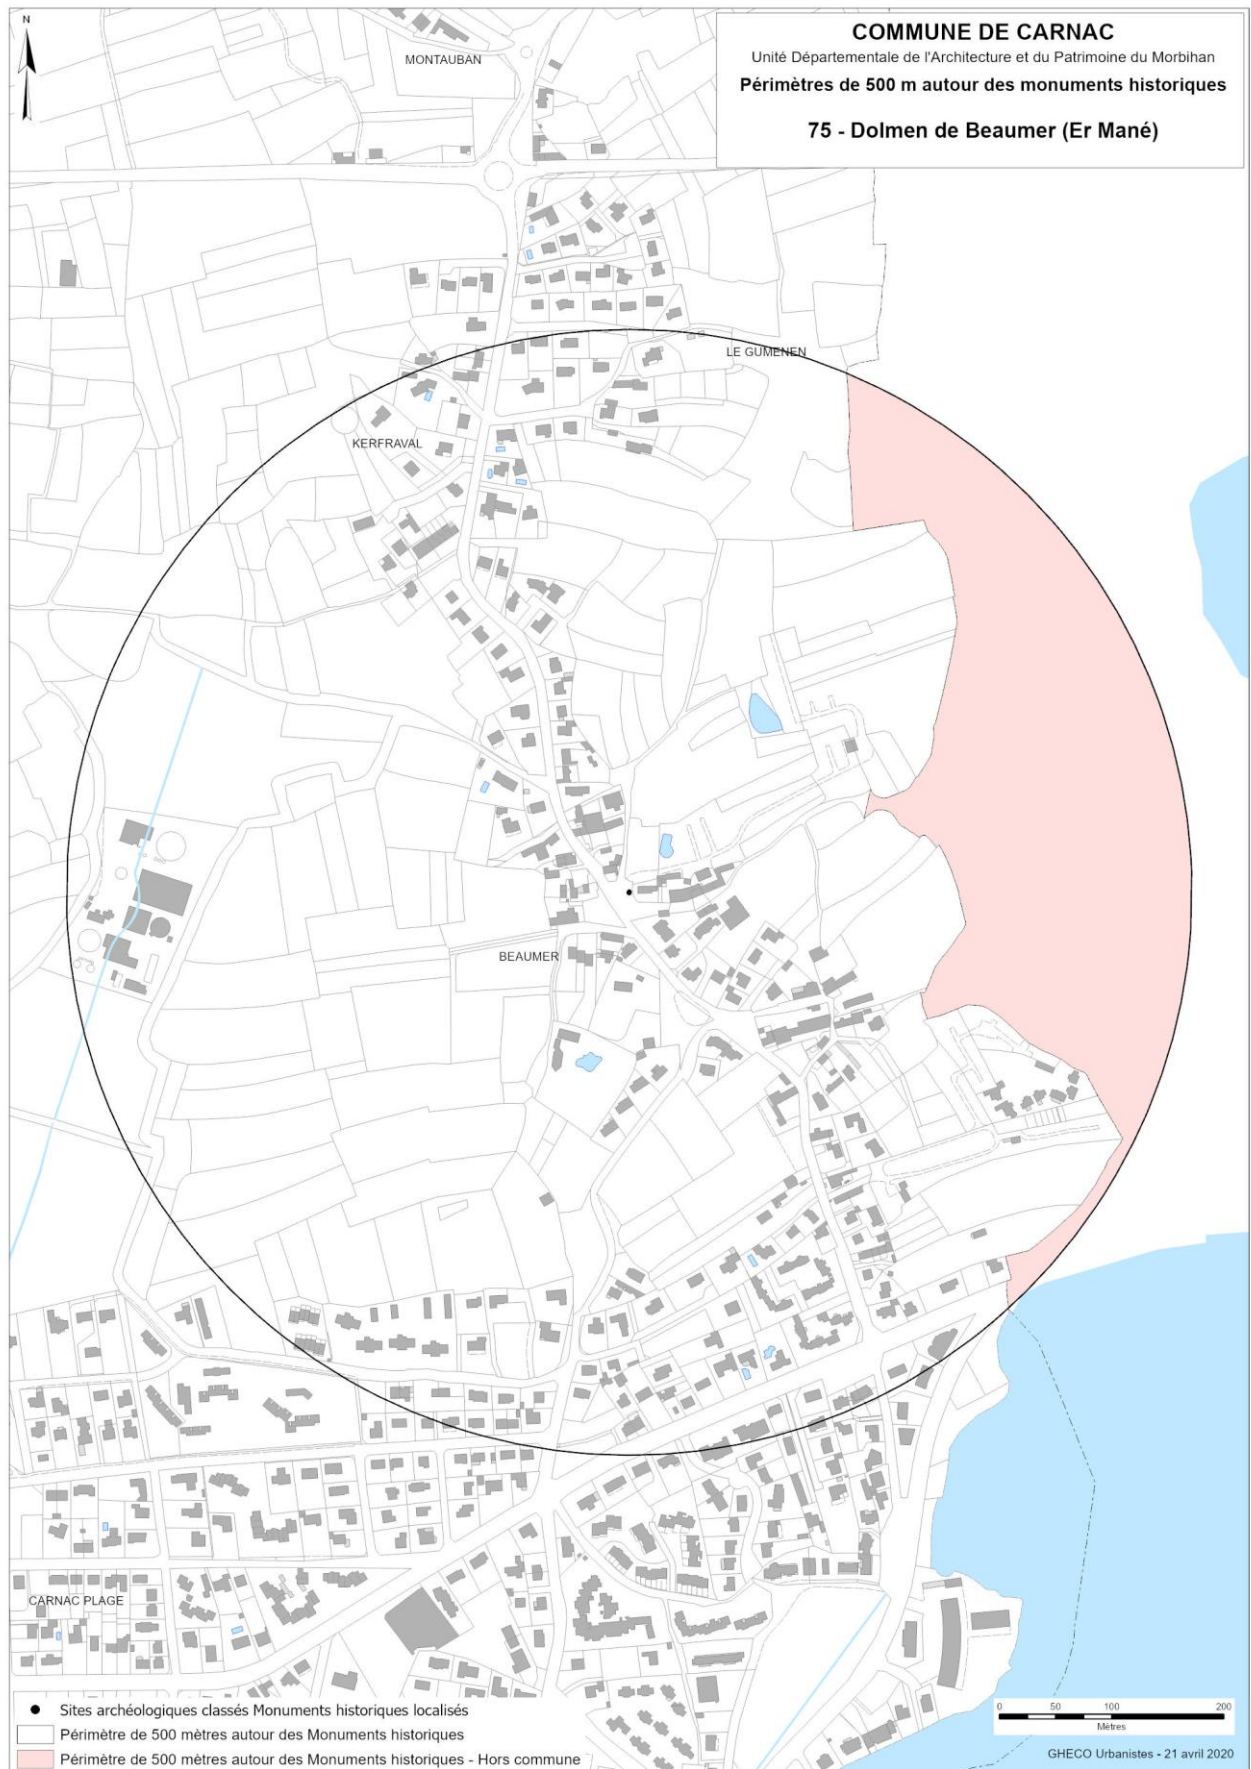 COMMUNE DE CARNAC
Unité Départementale de l'Architecture et du Patrimoine du Morbihan
Périmètres de 500 m autour des monuments historiques
75 - Dolmen de Beaumer (Er Mané)
N
MONTAUBAN
LE GUMENEN
KERFRAVAL
BEAUMER
CARNAC PLAGE
Sites archéologiques classés Monuments historiques localisés
Périmètre de 500 mètres autour des Monuments historiques
Périmètre de 500 mètres autour des Monuments historiques - Hors commune
0 50 100 200
Mètres
GHECO Urbanistes - 21 avril 2020